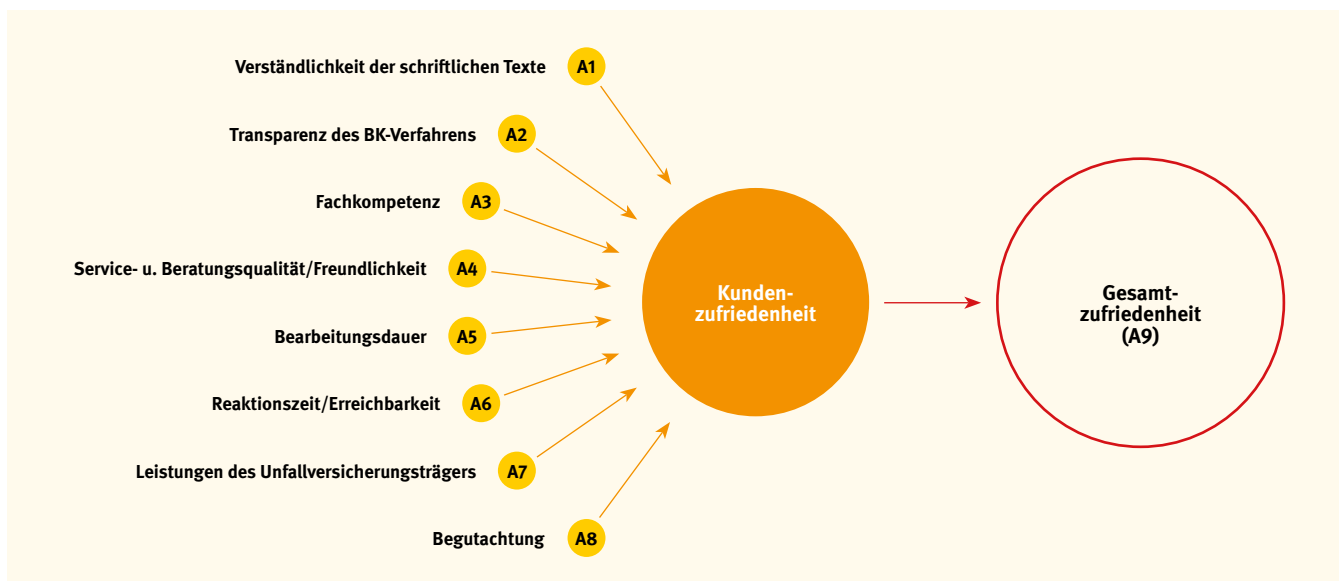 Verständlichkeit der schriftlichen Texte A1
Transparenz des BK-Verfahrens A2
Fachkompetenz A3
Service- u. Beratungsqualität/Freundlichkeit A4
Bearbeitungsdauer A5
Reaktionszeit/Erreichbarkeit A6
Leistungen des Unfallversicherungsträgers A7
Begutachtung A8
Kunden-
zufriedenheit
Gesamt-
zufriedenheit
(A9)